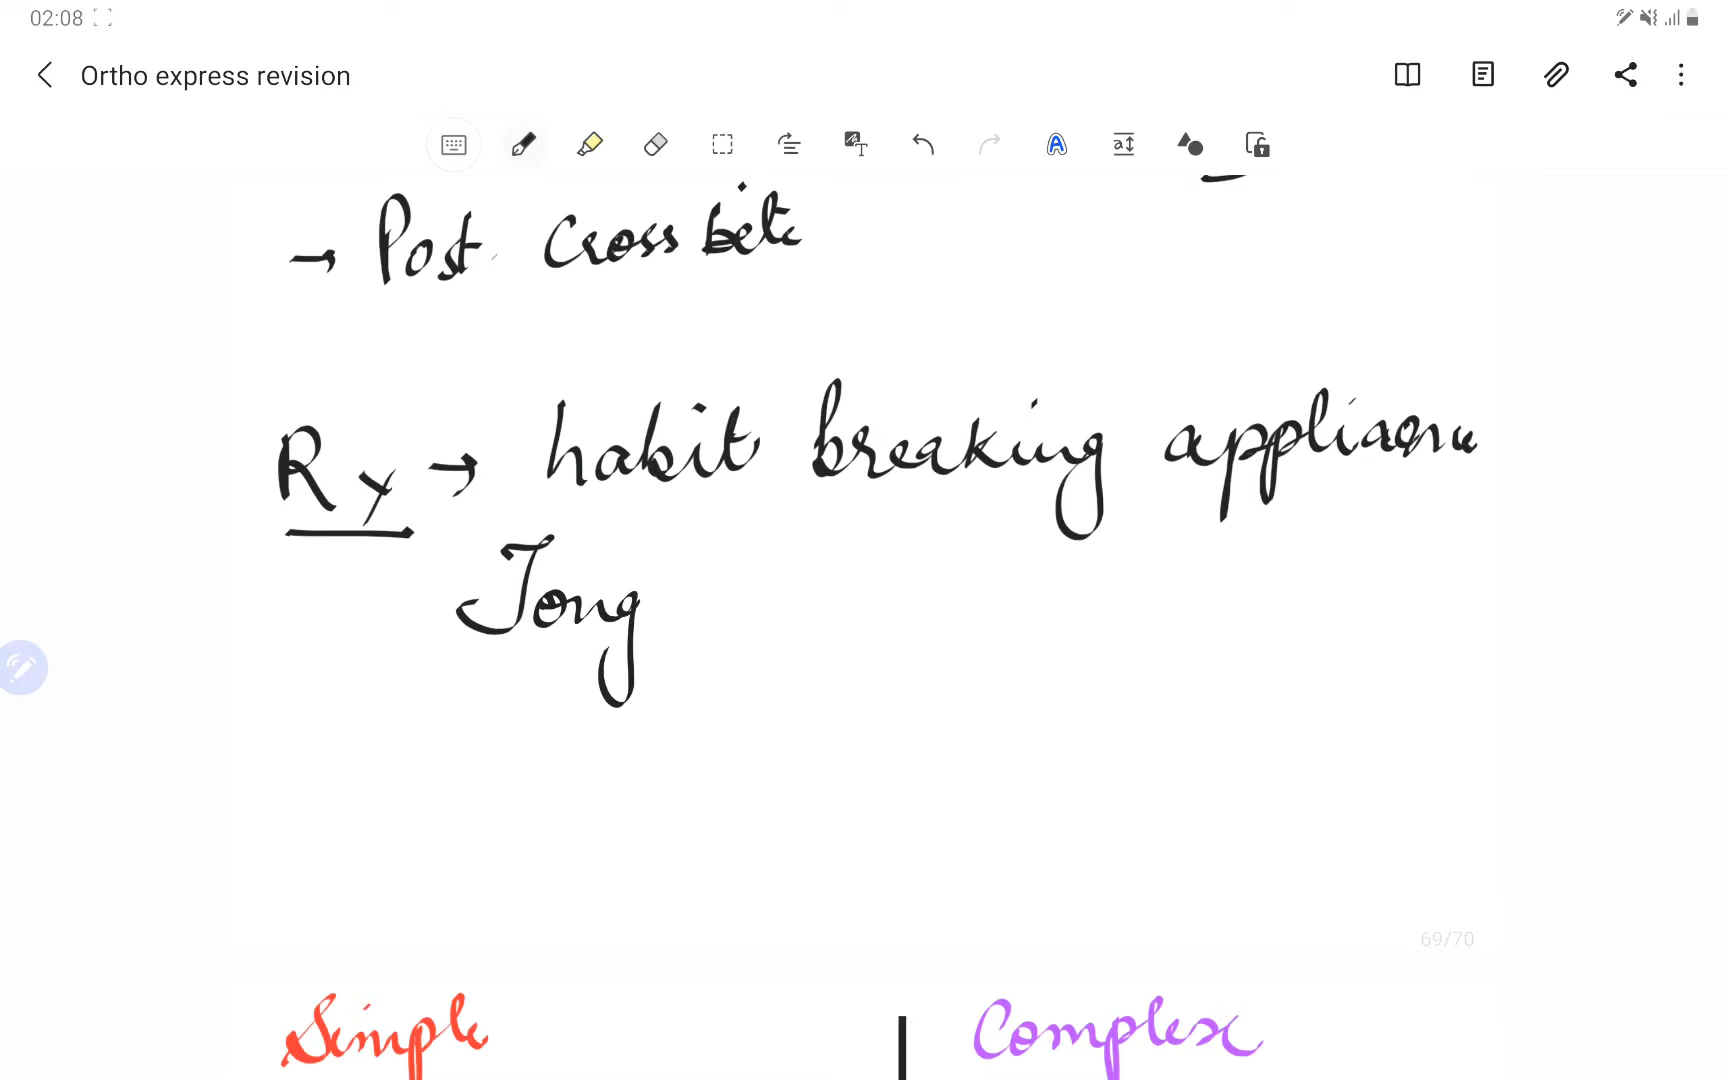 02:08
Ortho express revision
→ Post. Cross bite
Rx → habit breaking appliance
Tong
69/70
Simple Complex